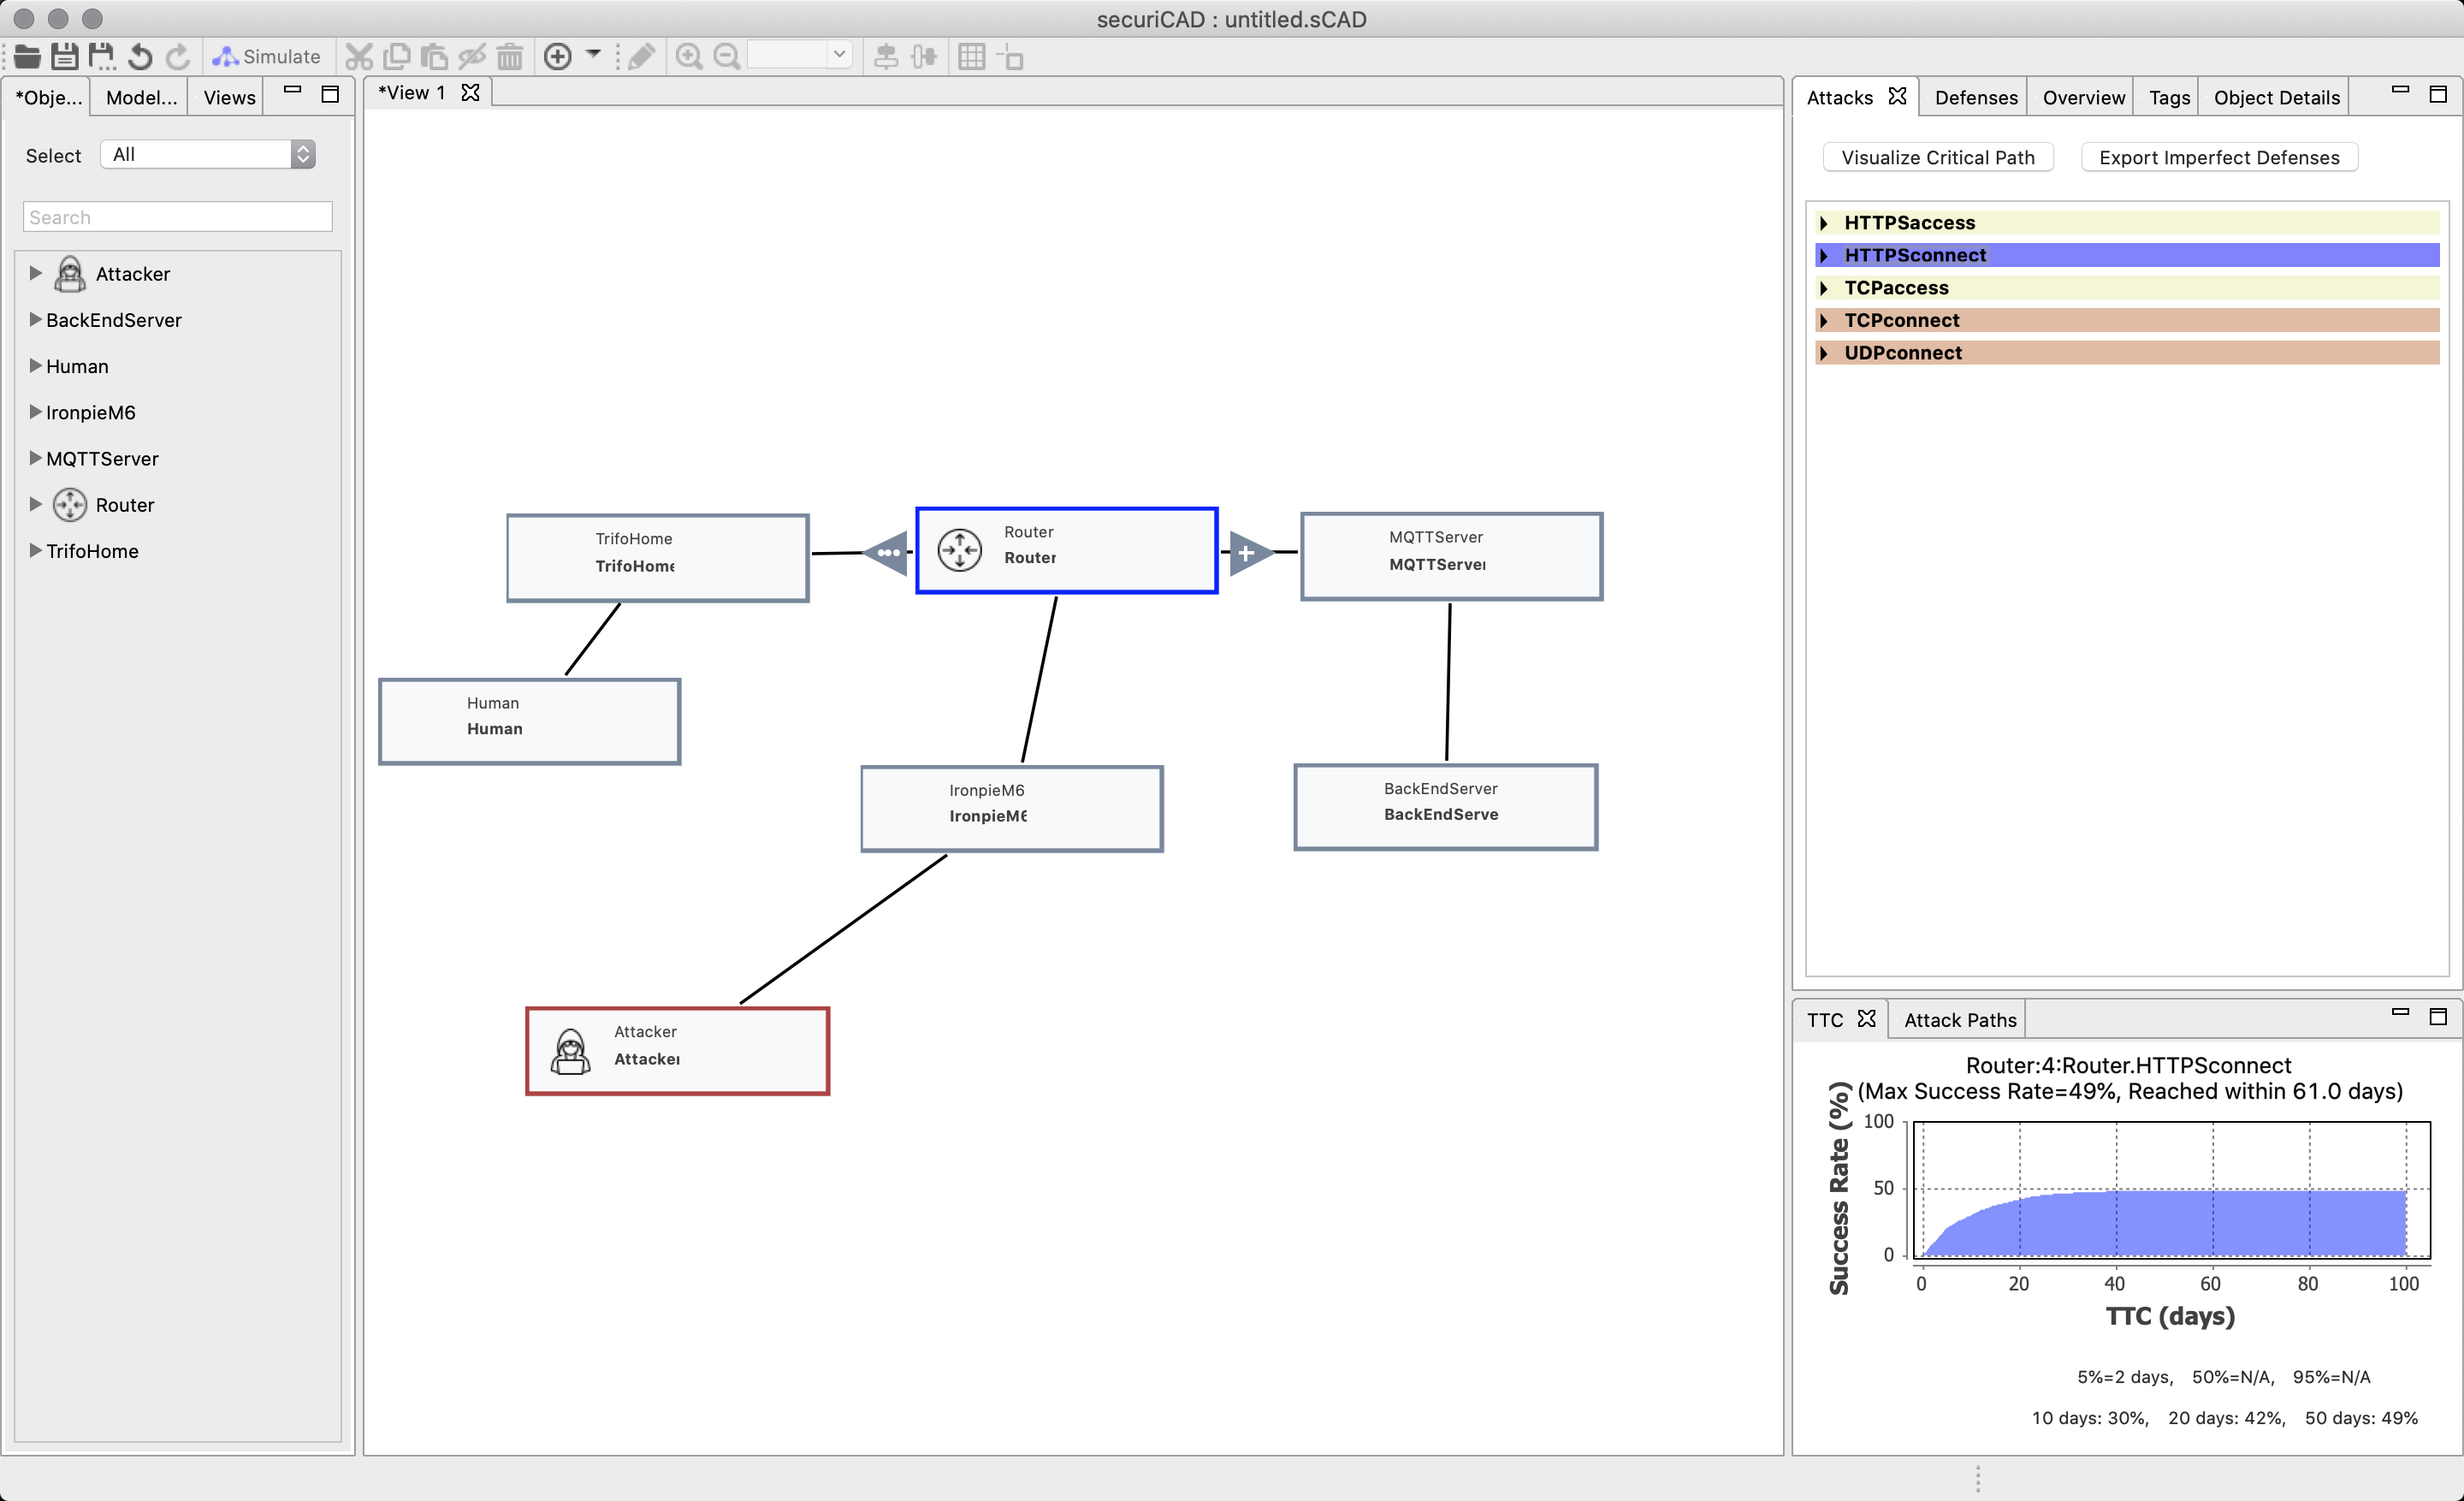 securiCAD : untitled.sCAD
Simulate
*Obje... Model... Views
*View 1
Attacks Defenses Overview Tags Object Details
Select All
Search
Attacker
BackEndServer
Human
IronpieM6
MQTTServer
Router
TrifoHome
TrifoHome
TrifoHome
Router
Router
MQTTServer
MQTTServer
Human
Human
IronpieM6
IronpieM6
BackEndServer
BackEndServe
Attacker
Attacker
Visualize Critical Path Export Imperfect Defenses
HTTPSaccess
HTTPSconnect
TCPaccess
TCPconnect
UDPconnect
TTC Attack Paths
Router:4:Router.HTTPSconnect
(Max Success Rate=49%, Reached within 61.0 days)
Success Rate (%)
100
50
0
0 20 40 60 80 100
TTC (days)
5%=2 days, 50%=N/A, 95%=N/A
10 days: 30%, 20 days: 42%, 50 days: 49%